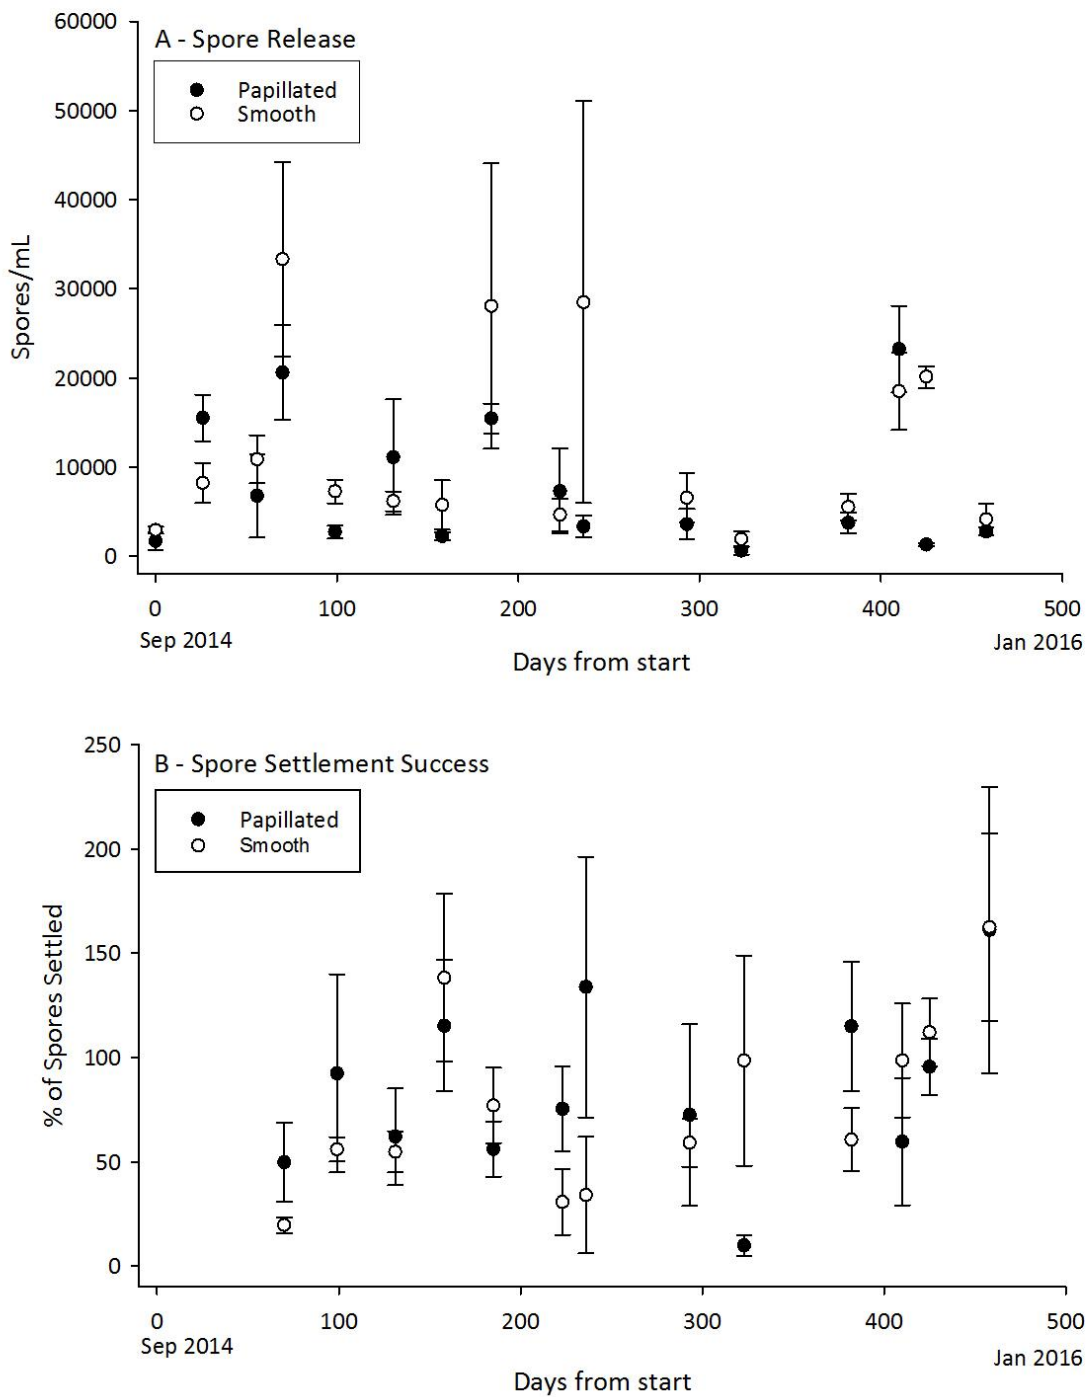 60000
A - Spore Release
Papillated
Smooth
50000
40000
30000
20000
10000
0
Spores/mL
0 100 200 300 400 500
Sep 2014 Jan 2016
Days from start
250
B - Spore Settlement Success
Papillated
Smooth
200
150
100
50
0
% of Spores Settled
0 100 200 300 400 500
Sep 2014 Jan 2016
Days from start